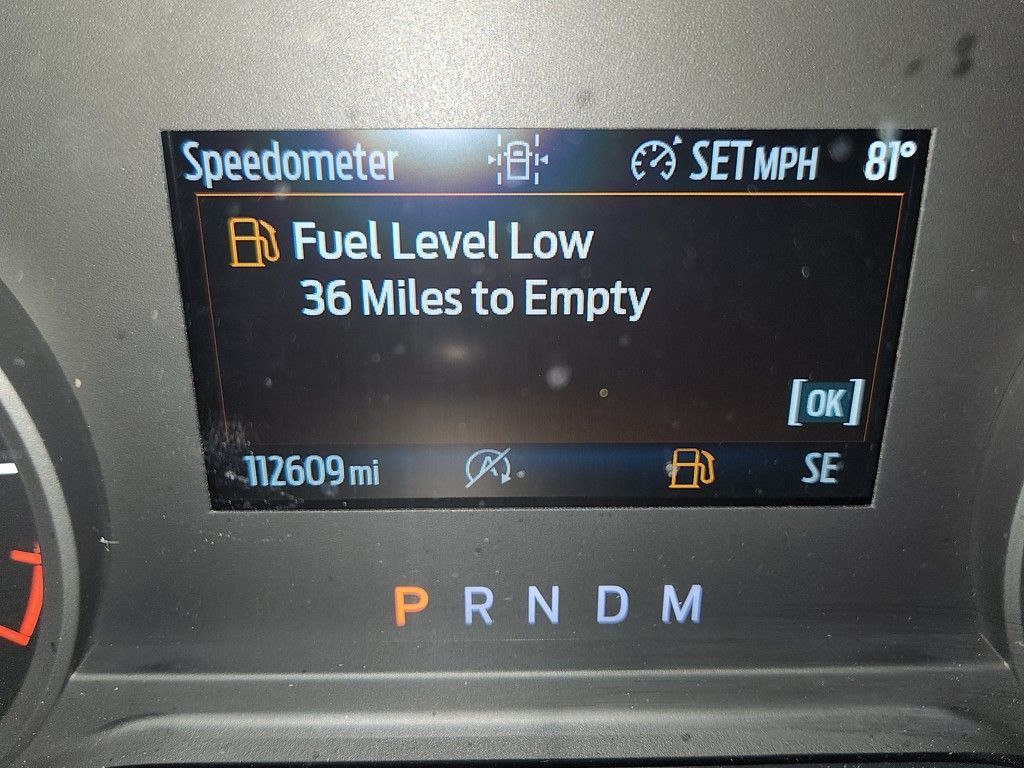 Speedometer SET MPH 81°
Fuel Level Low
36 Miles to Empty
[OK]
112609 mi A SE
P R N D M